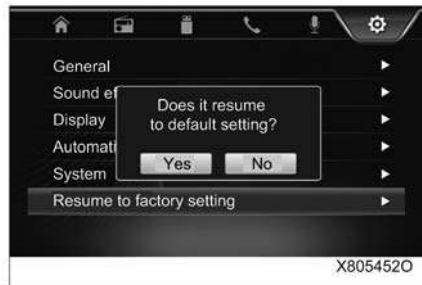 General
Sound ef
Display
Automati
System
Resume to factory setting
Does it resume
to default setting?
Yes No
X805452O